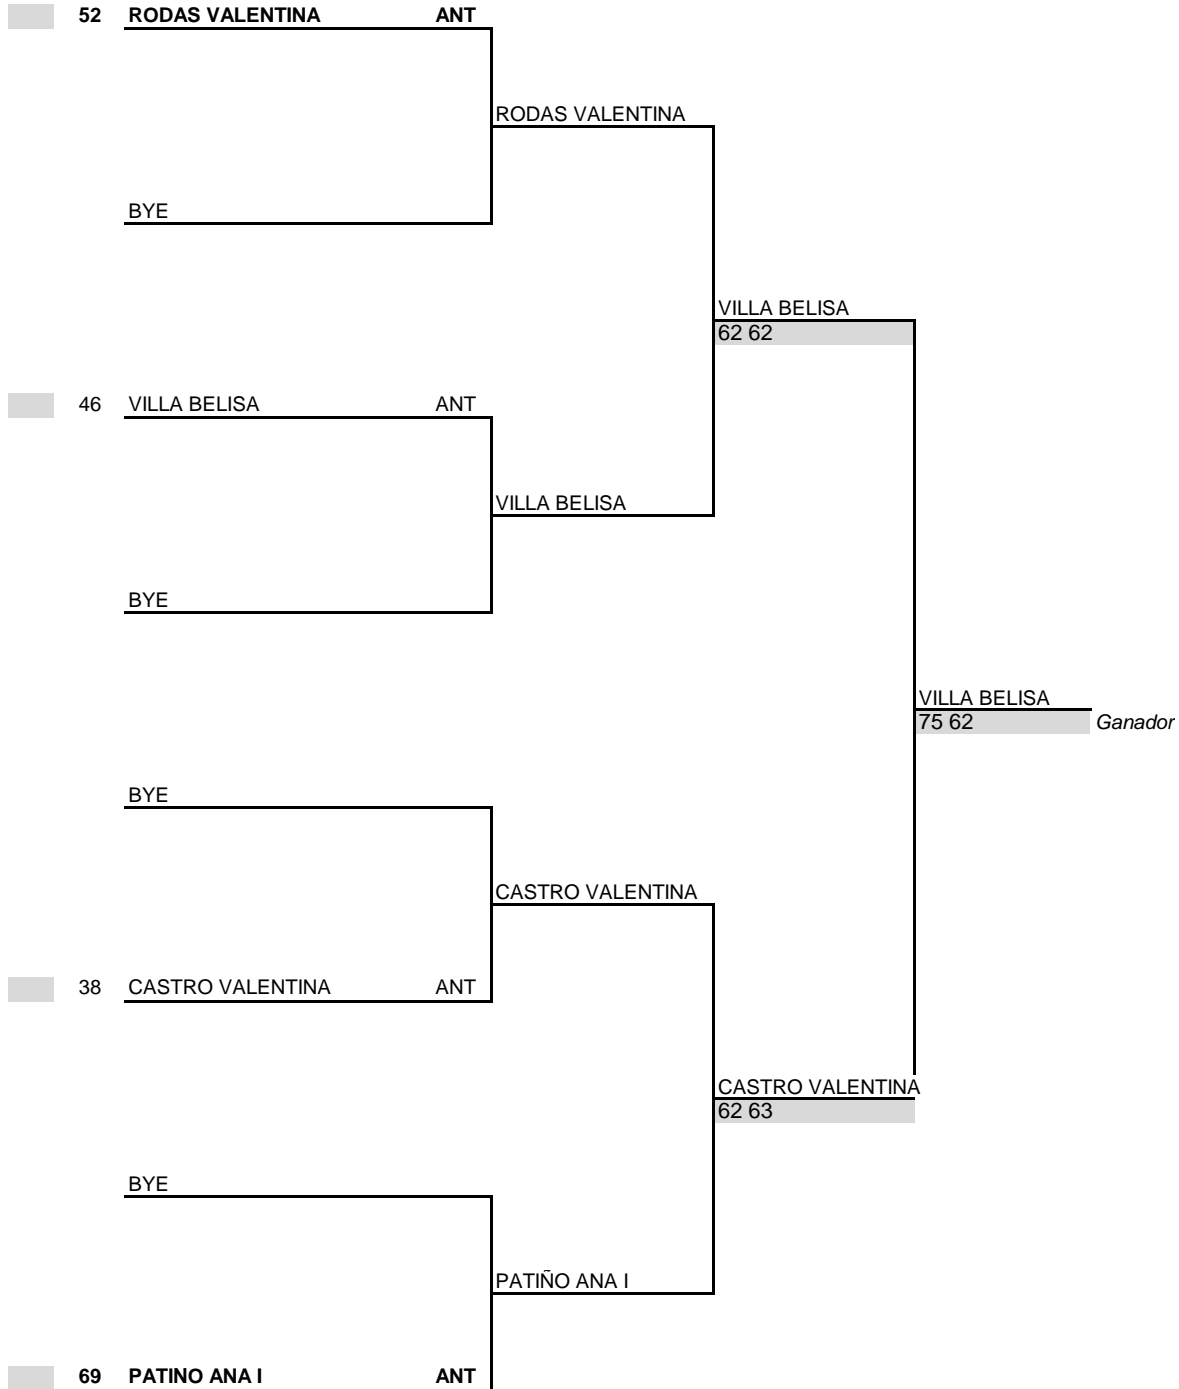 52 RODAS VALENTINA ANT
RODAS VALENTINA
BYE
VILLA BELISA
62 62
46 VILLA BELISA ANT
VILLA BELISA
BYE
VILLA BELISA
75 62 Ganador
BYE
CASTRO VALENTINA
38 CASTRO VALENTINA ANT
CASTRO VALENTINA
62 63
BYE
PATIÑO ANA I
69 PATINO ANA I ANT